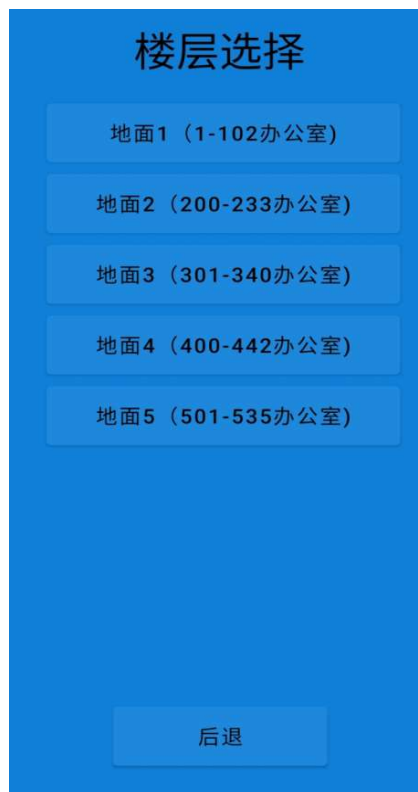 楼层选择
地面1（1-102办公室)
地面2（200-233办公室)
地面3（301-340办公室)
地面4（400-442办公室)
地面5（501-535办公室)
后退